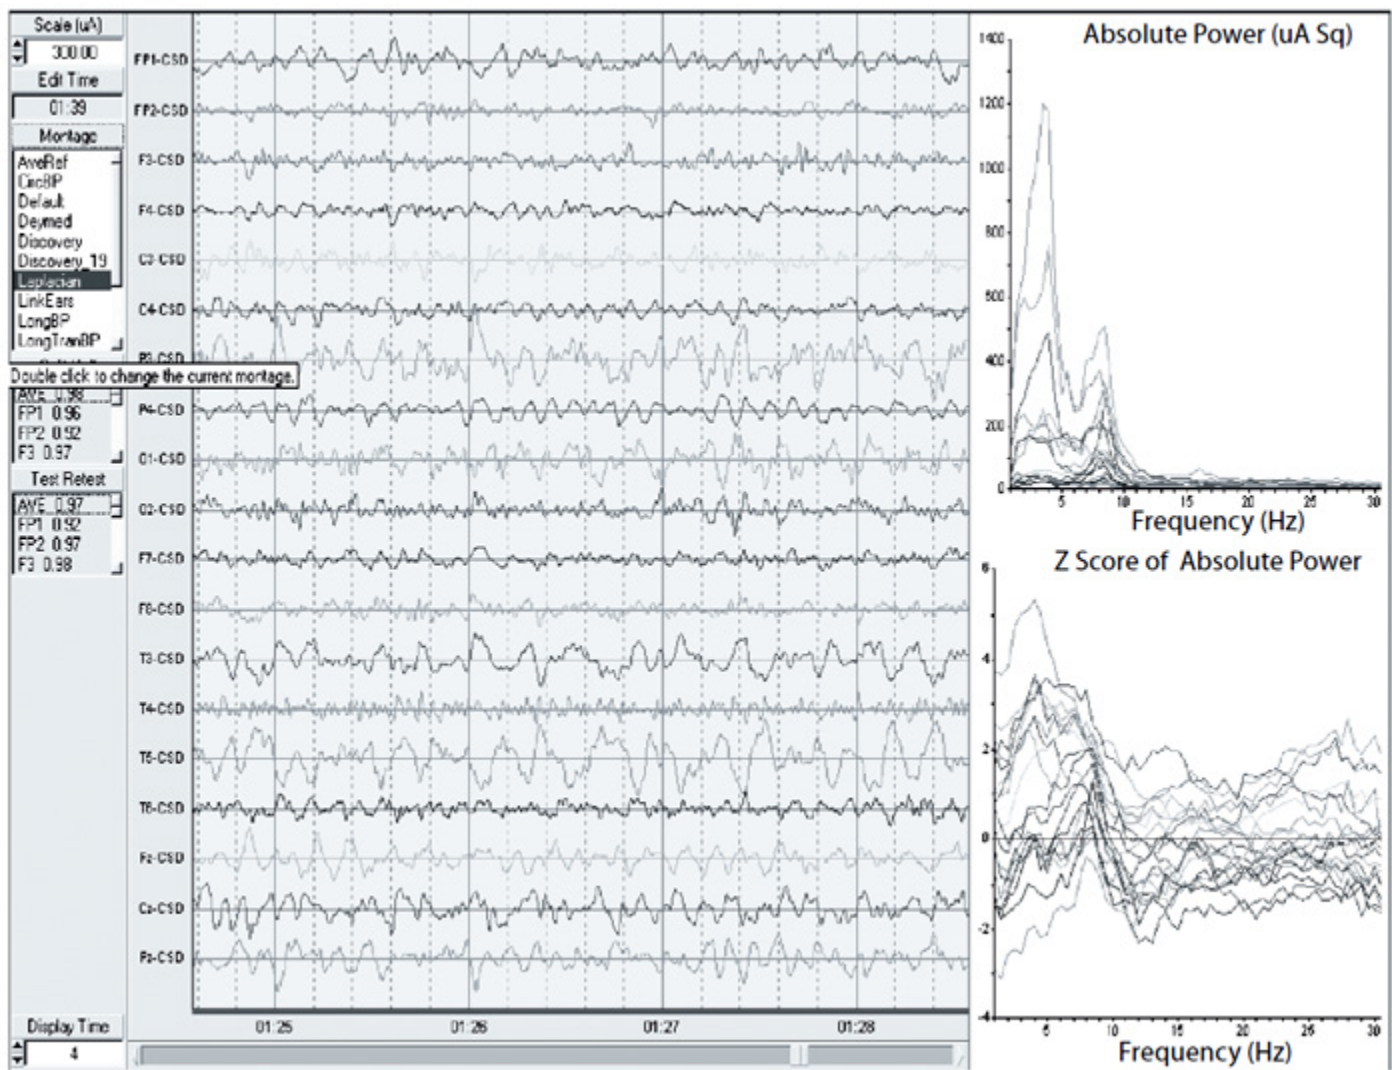 Scale (uA)
300.00
Edit Time
01:39
Montage
AveRef
CircBP
Default
Deymed
Discovery
Discovery_19
Laplacian
LinkEars
LongBP
LongTranBP
Double click to change the current montage.
AVE 0.98
FP1 0.96
FP2 0.92
F3 0.97
Test Retest
AVE 0.97
FP1 0.92
FP2 0.97
F3 0.98
Display Time
4
FP1-CSD
FP2-CSD
F3-CSD
F4-CSD
C3-CSD
C4-CSD
P3-CSD
P4-CSD
O1-CSD
O2-CSD
F7-CSD
F8-CSD
T3-CSD
T4-CSD
T5-CSD
T6-CSD
Fz-CSD
Cz-CSD
Pz-CSD
01:25
01:26
01:27
01:28
Absolute Power (uA Sq)
1400
1200
1000
800
600
400
200
0
5
10
15
20
25
30
Frequency (Hz)
Z Score of Absolute Power
6
4
2
0
-2
-4
5
10
15
20
25
30
Frequency (Hz)